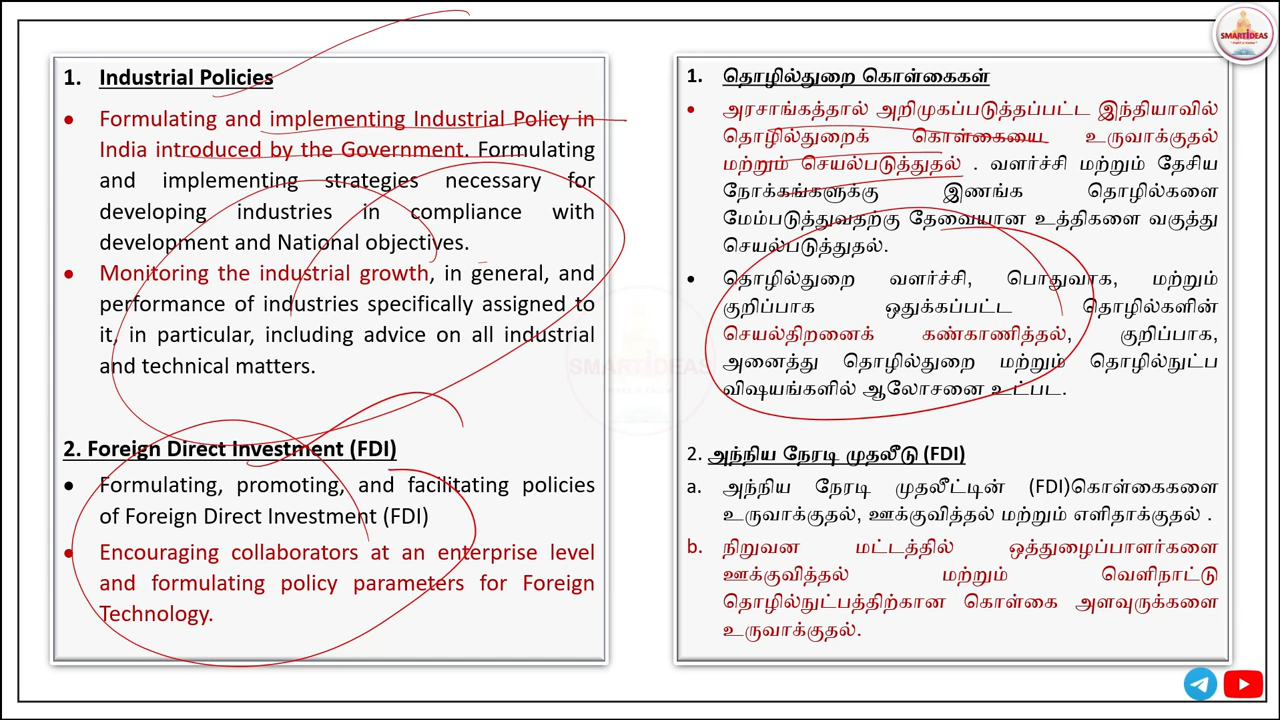 SMARTIDEAS
1. Industrial Policies
• Formulating and implementing Industrial Policy in
India introduced by the Government. Formulating
and implementing strategies necessary for
developing industries in compliance with
development and National objectives.
• Monitoring the industrial growth, in general, and
performance of industries specifically assigned to
it, in particular, including advice on all industrial
and technical matters.
2. Foreign Direct Investment (FDI)
• Formulating, promoting, and facilitating policies
of Foreign Direct Investment (FDI)
• Encouraging collaborators at an enterprise level
and formulating policy parameters for Foreign
Technology.
1. தொழில்துறை கொள்கைகள்
• அரசாங்கத்தால் அறிமுகப்படுத்தப்பட்ட இந்தியாவில்
தொழில்துறைக் கொள்கையை உருவாக்குதல்
மற்றும் செயல்படுத்துதல் . வளர்ச்சி மற்றும் தேசிய
நோக்கங்களுக்கு இணங்க தொழில்களை
மேம்படுத்துவதற்கு தேவையான உத்திகளை வகுத்து
செயல்படுத்துதல்.
• தொழில்துறை வளர்ச்சி, பொதுவாக, மற்றும்
குறிப்பாக ஒதுக்கப்பட்ட தொழில்களின்
செயல்திறனைக் கண்காணித்தல், குறிப்பாக,
அனைத்து தொழில்துறை மற்றும் தொழில்நுட்ப
விஷயங்களில் ஆலோசனை உட்பட.
2. அந்நிய நேரடி முதலீடு (FDI)
a. அந்நிய நேரடி முதலீட்டின் (FDI)கொள்கைகளை
உருவாக்குதல், ஊக்குவித்தல் மற்றும் எளிதாக்குதல் .
b. நிறுவன மட்டத்தில் ஒத்துழைப்பாளர்களை
ஊக்குவித்தல் மற்றும் வெளிநாட்டு
தொழில்நுட்பத்திற்கான கொள்கை அளவுருக்களை
உருவாக்குதல்.
SMARTIDEAS